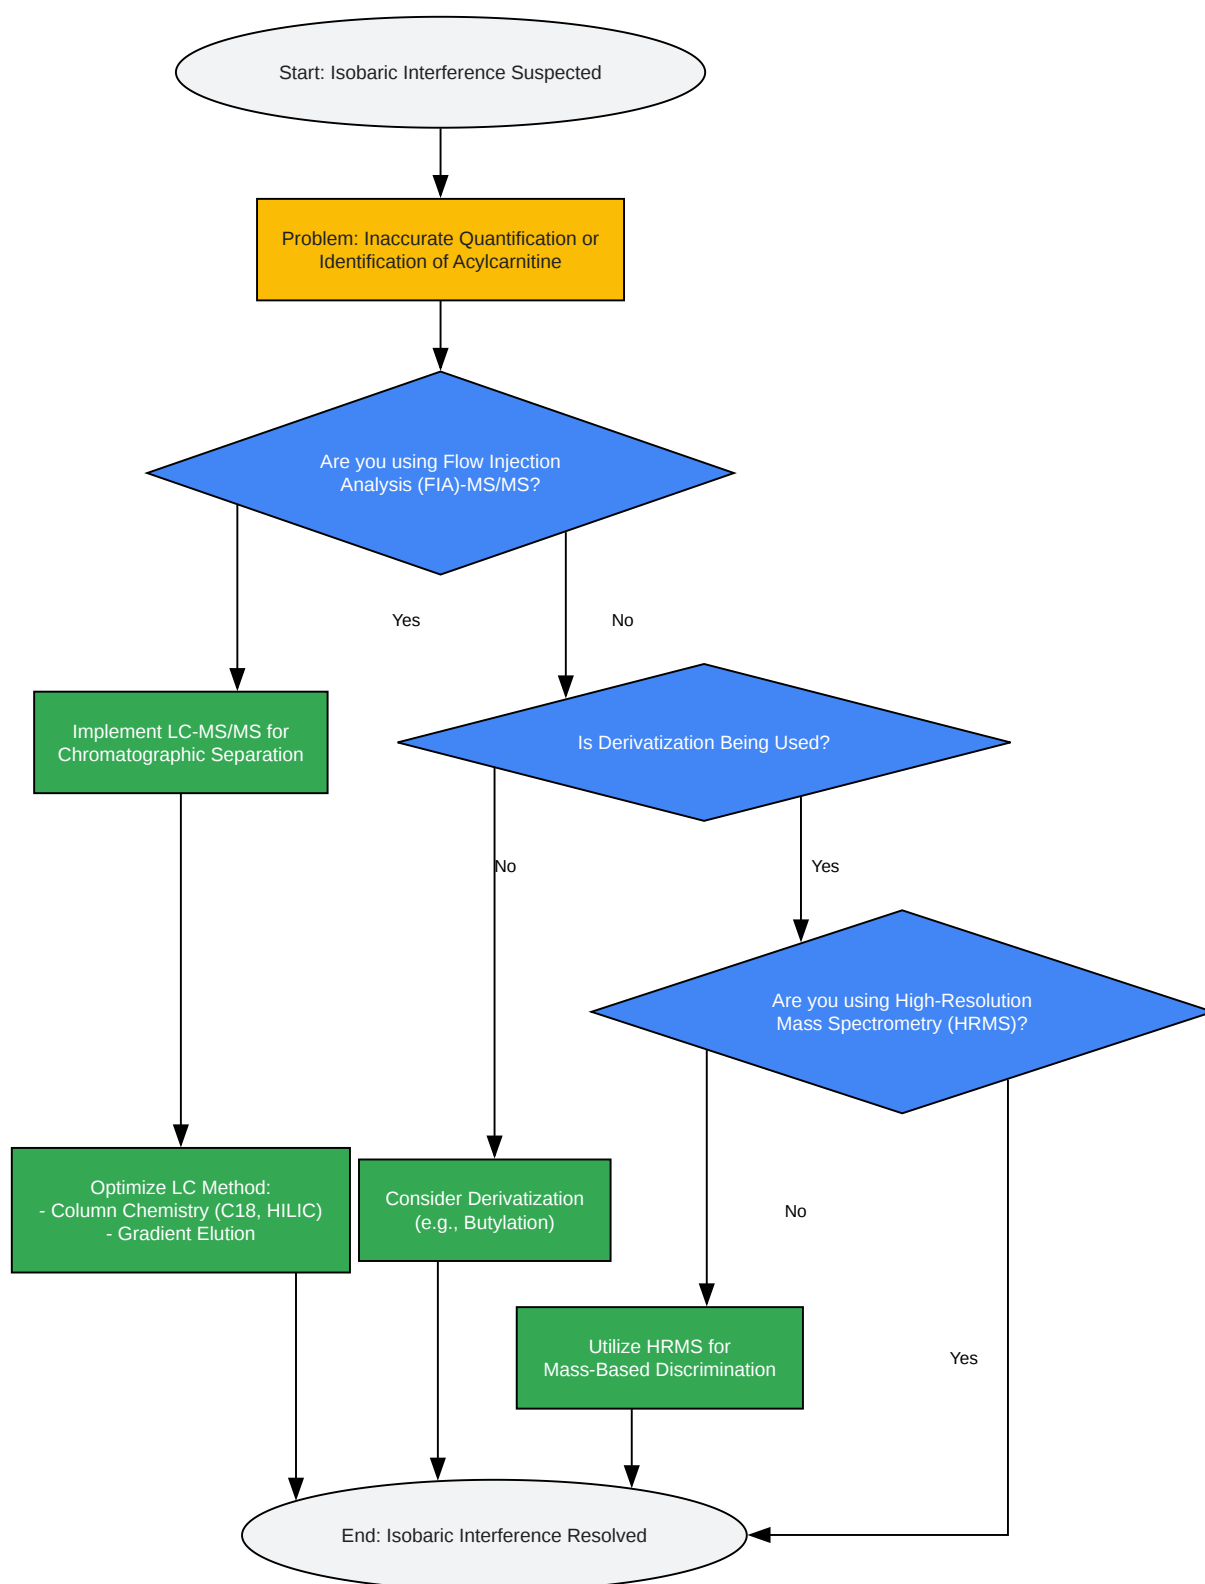 Start: Isobaric Interference Suspected
Problem: Inaccurate Quantification or
Identification of Acylcarnitine
Are you using Flow Injection
Analysis (FIA)-MS/MS?
Yes
No
Implement LC-MS/MS for
Chromatographic Separation
Is Derivatization Being Used?
No
Yes
Are you using High-Resolution
Mass Spectrometry (HRMS)?
Optimize LC Method:
- Column Chemistry (C18, HILIC)
- Gradient Elution
Consider Derivatization
(e.g., Butylation)
No
Utilize HRMS for
Mass-Based Discrimination
Yes
End: Isobaric Interference Resolved